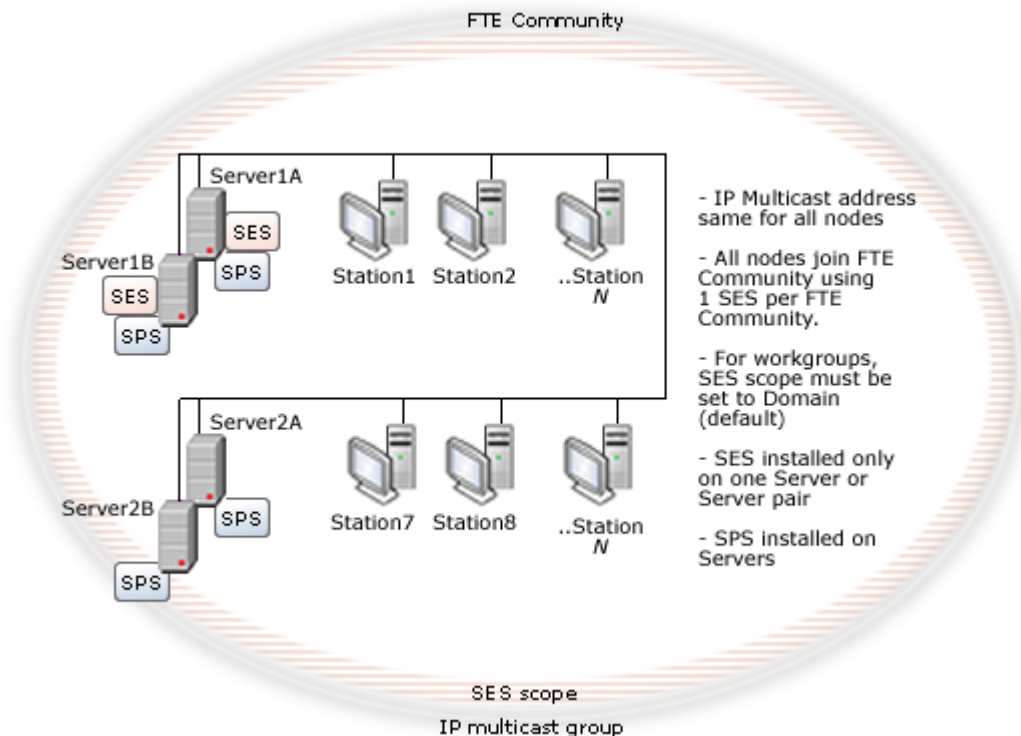 FTE Community
Server1A
SES
SPS
Server1B
SES
SPS
Station1
Station2
..Station
N
- IP Multicast address
same for all nodes
- All nodes join FTE
Community using
1 SES per FTE
Community.
- For workgroups,
SES scope must be
set to Domain
(default)
- SES installed only
on one Server or
Server pair
- SPS installed on
Servers
Server2A
SPS
Server2B
SPS
Station7
Station8
..Station
N
SES scope
IP multicast group